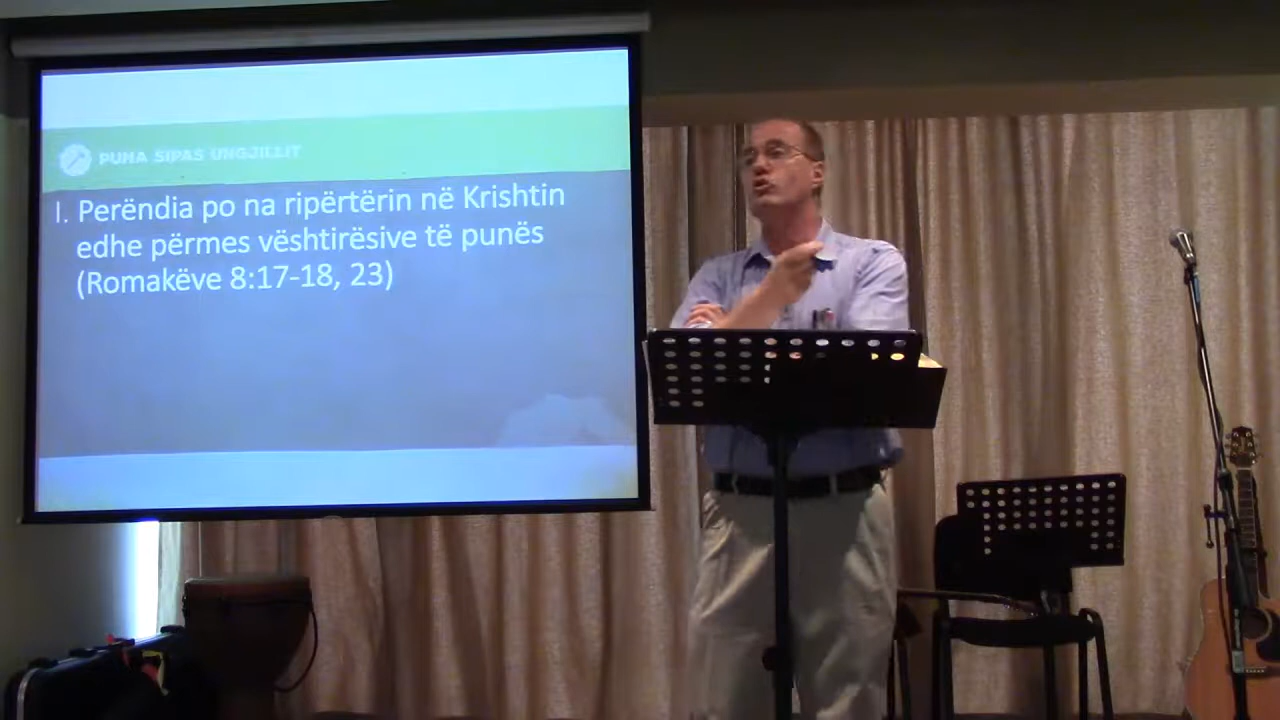 PUNA SIPAS UNGJILLIT
I. Perëndia po na ripërtërin në Krishtin
edhe përmes vështirësive të punës
(Romakëve 8:17-18, 23)